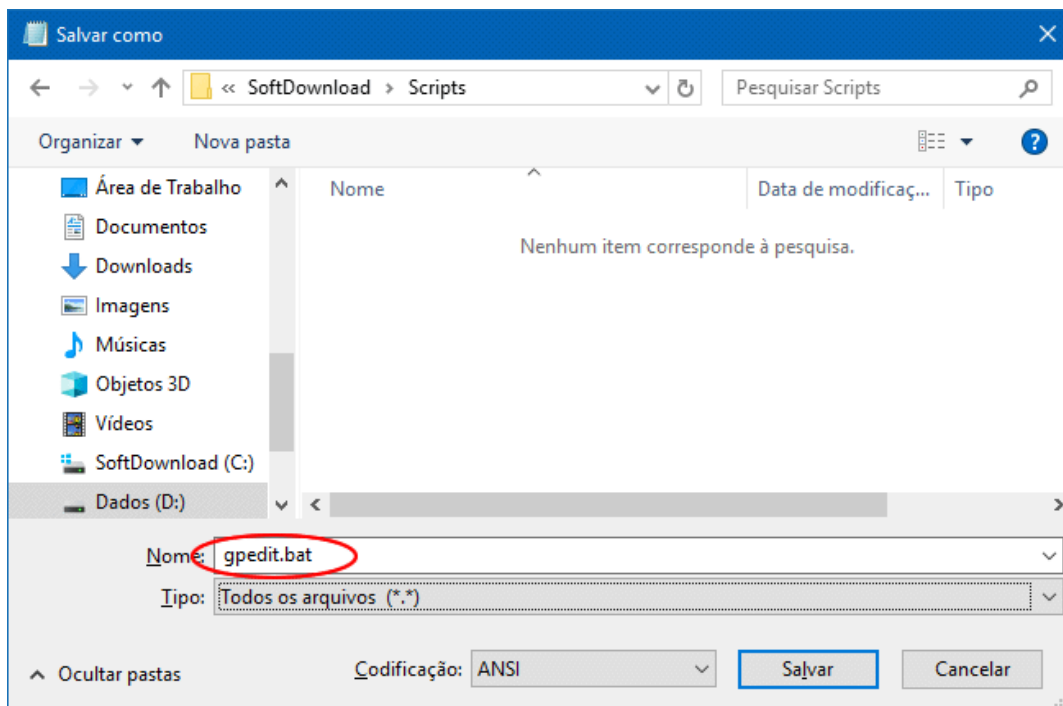 Salvar como
« SoftDownload › Scripts
Pesquisar Scripts
Organizar
Nova pasta
Nome
Data de modificaç...
Tipo
Nenhum item corresponde à pesquisa.
Área de Trabalho
Documentos
Downloads
Imagens
Músicas
Objetos 3D
Vídeos
SoftDownload (C:)
Dados (D:)
Nome: gpedit.bat
Tipo: Todos os arquivos (*.*)
Ocultar pastas
Codificação: ANSI
Salvar
Cancelar